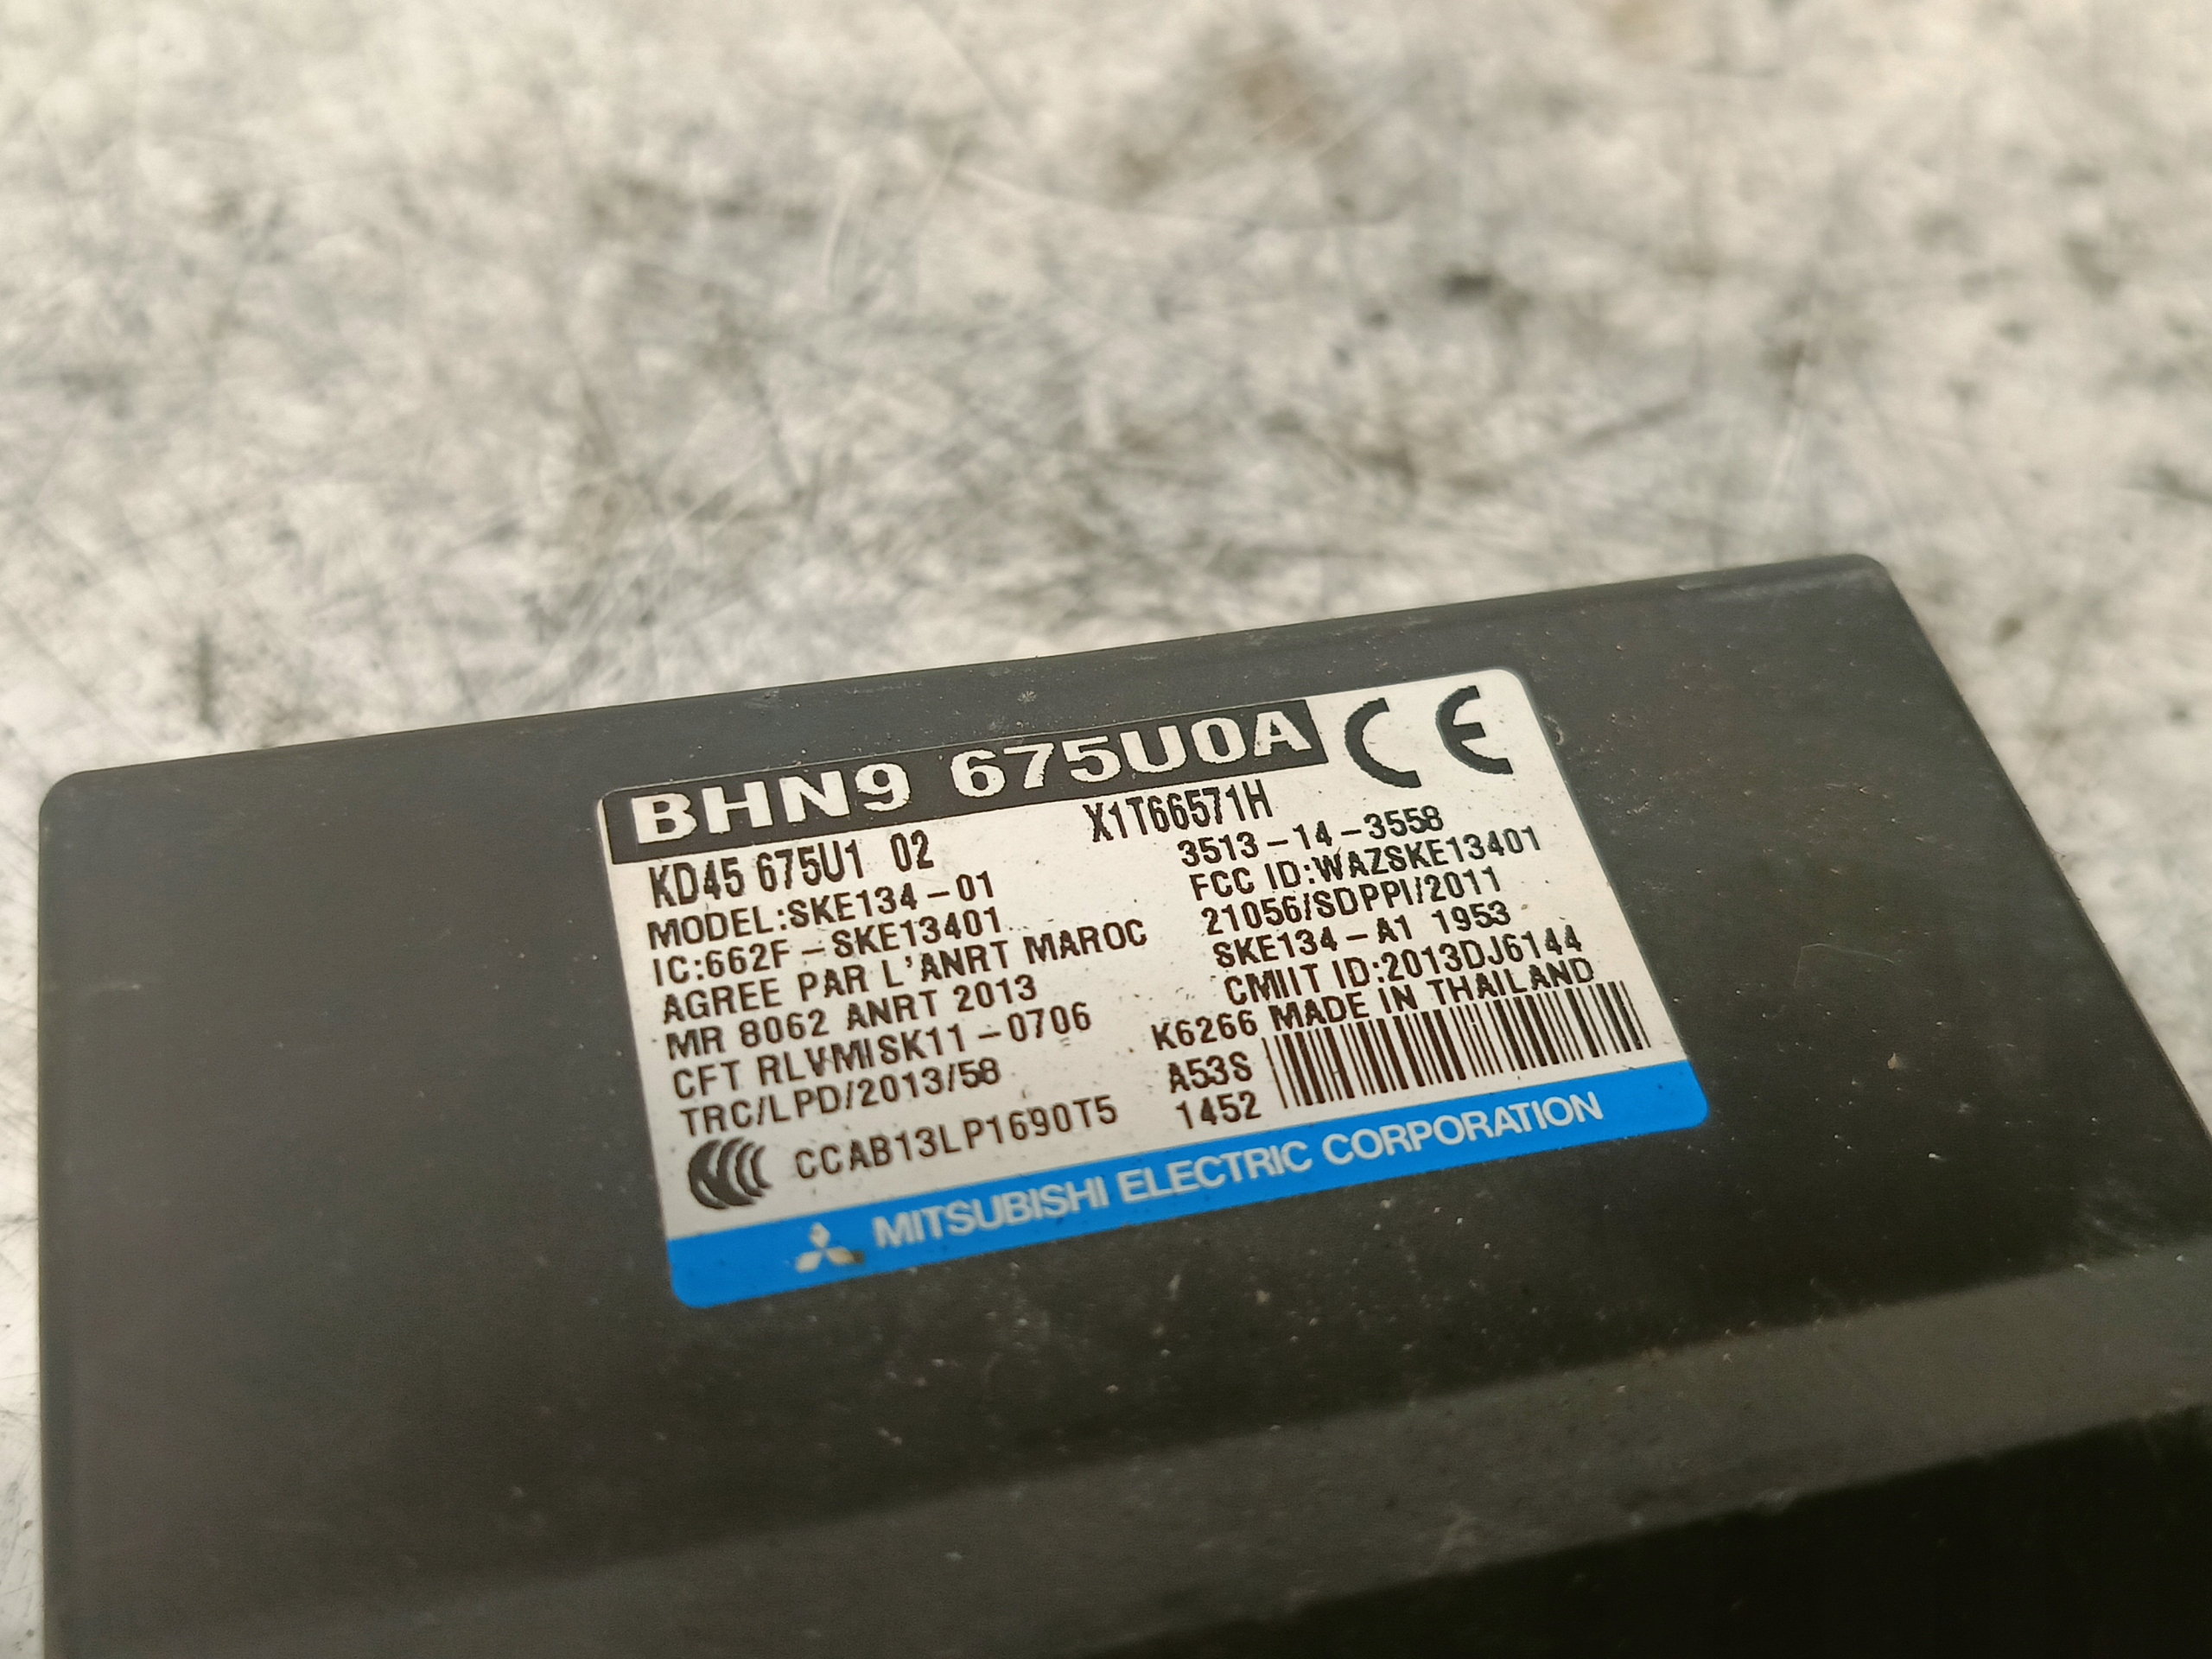 BHN9 675U0A CE
KD45 675U1 02 X1T66571H
MODEL:SKE134-01 3513-14-3558
IC:662F-SKE13401 FCC ID:WAZSKE13401
AGREE PAR L'ANRT MAROC 21056/SDPPI/2011
MR 8062 ANRT 2013 SKE134-A1 1953
CFT RLVMISK11-0706 CMIIT ID:2013DJ6144
TRC/LPD/2013/58 K6266 MADE IN THAILAND
A53S
CCAB13LP1690T5 1452
MITSUBISHI ELECTRIC CORPORATION